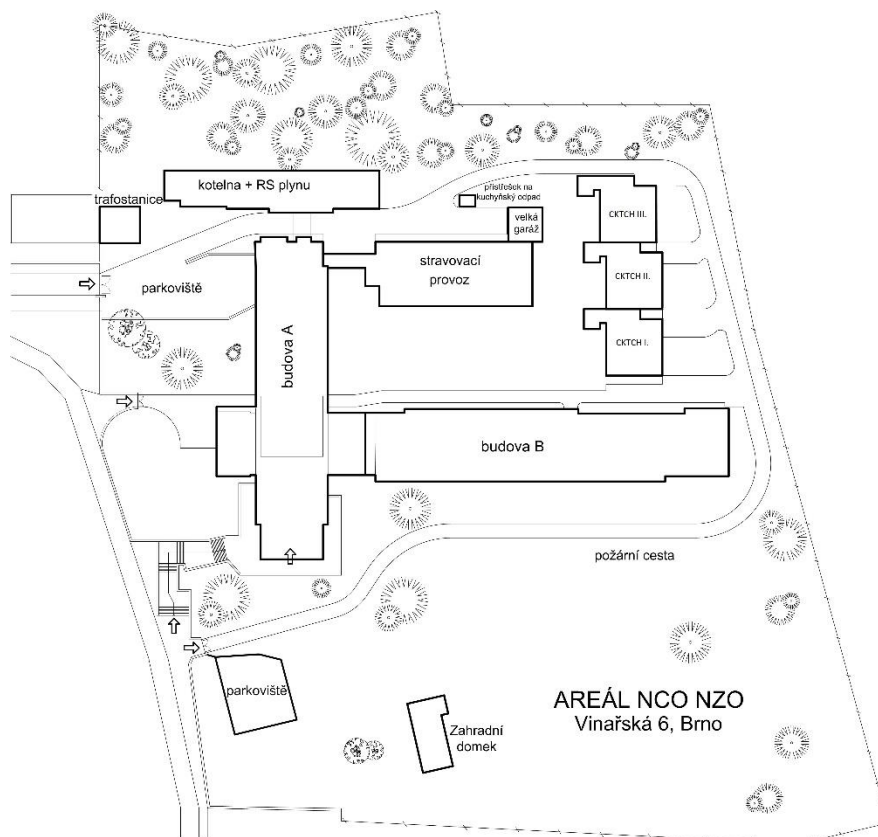 kotelna + RS plynu
trafostanice
přístřešek na
kuchyňský odpad
velká
garáž
CKTCH III.
stravovací
provoz
CKTCH II.
parkoviště
CKTCH I.
budova A
budova B
požární cesta
parkoviště
AREÁL NCO NZO
Vinařská 6, Brno
Zahradní
domek